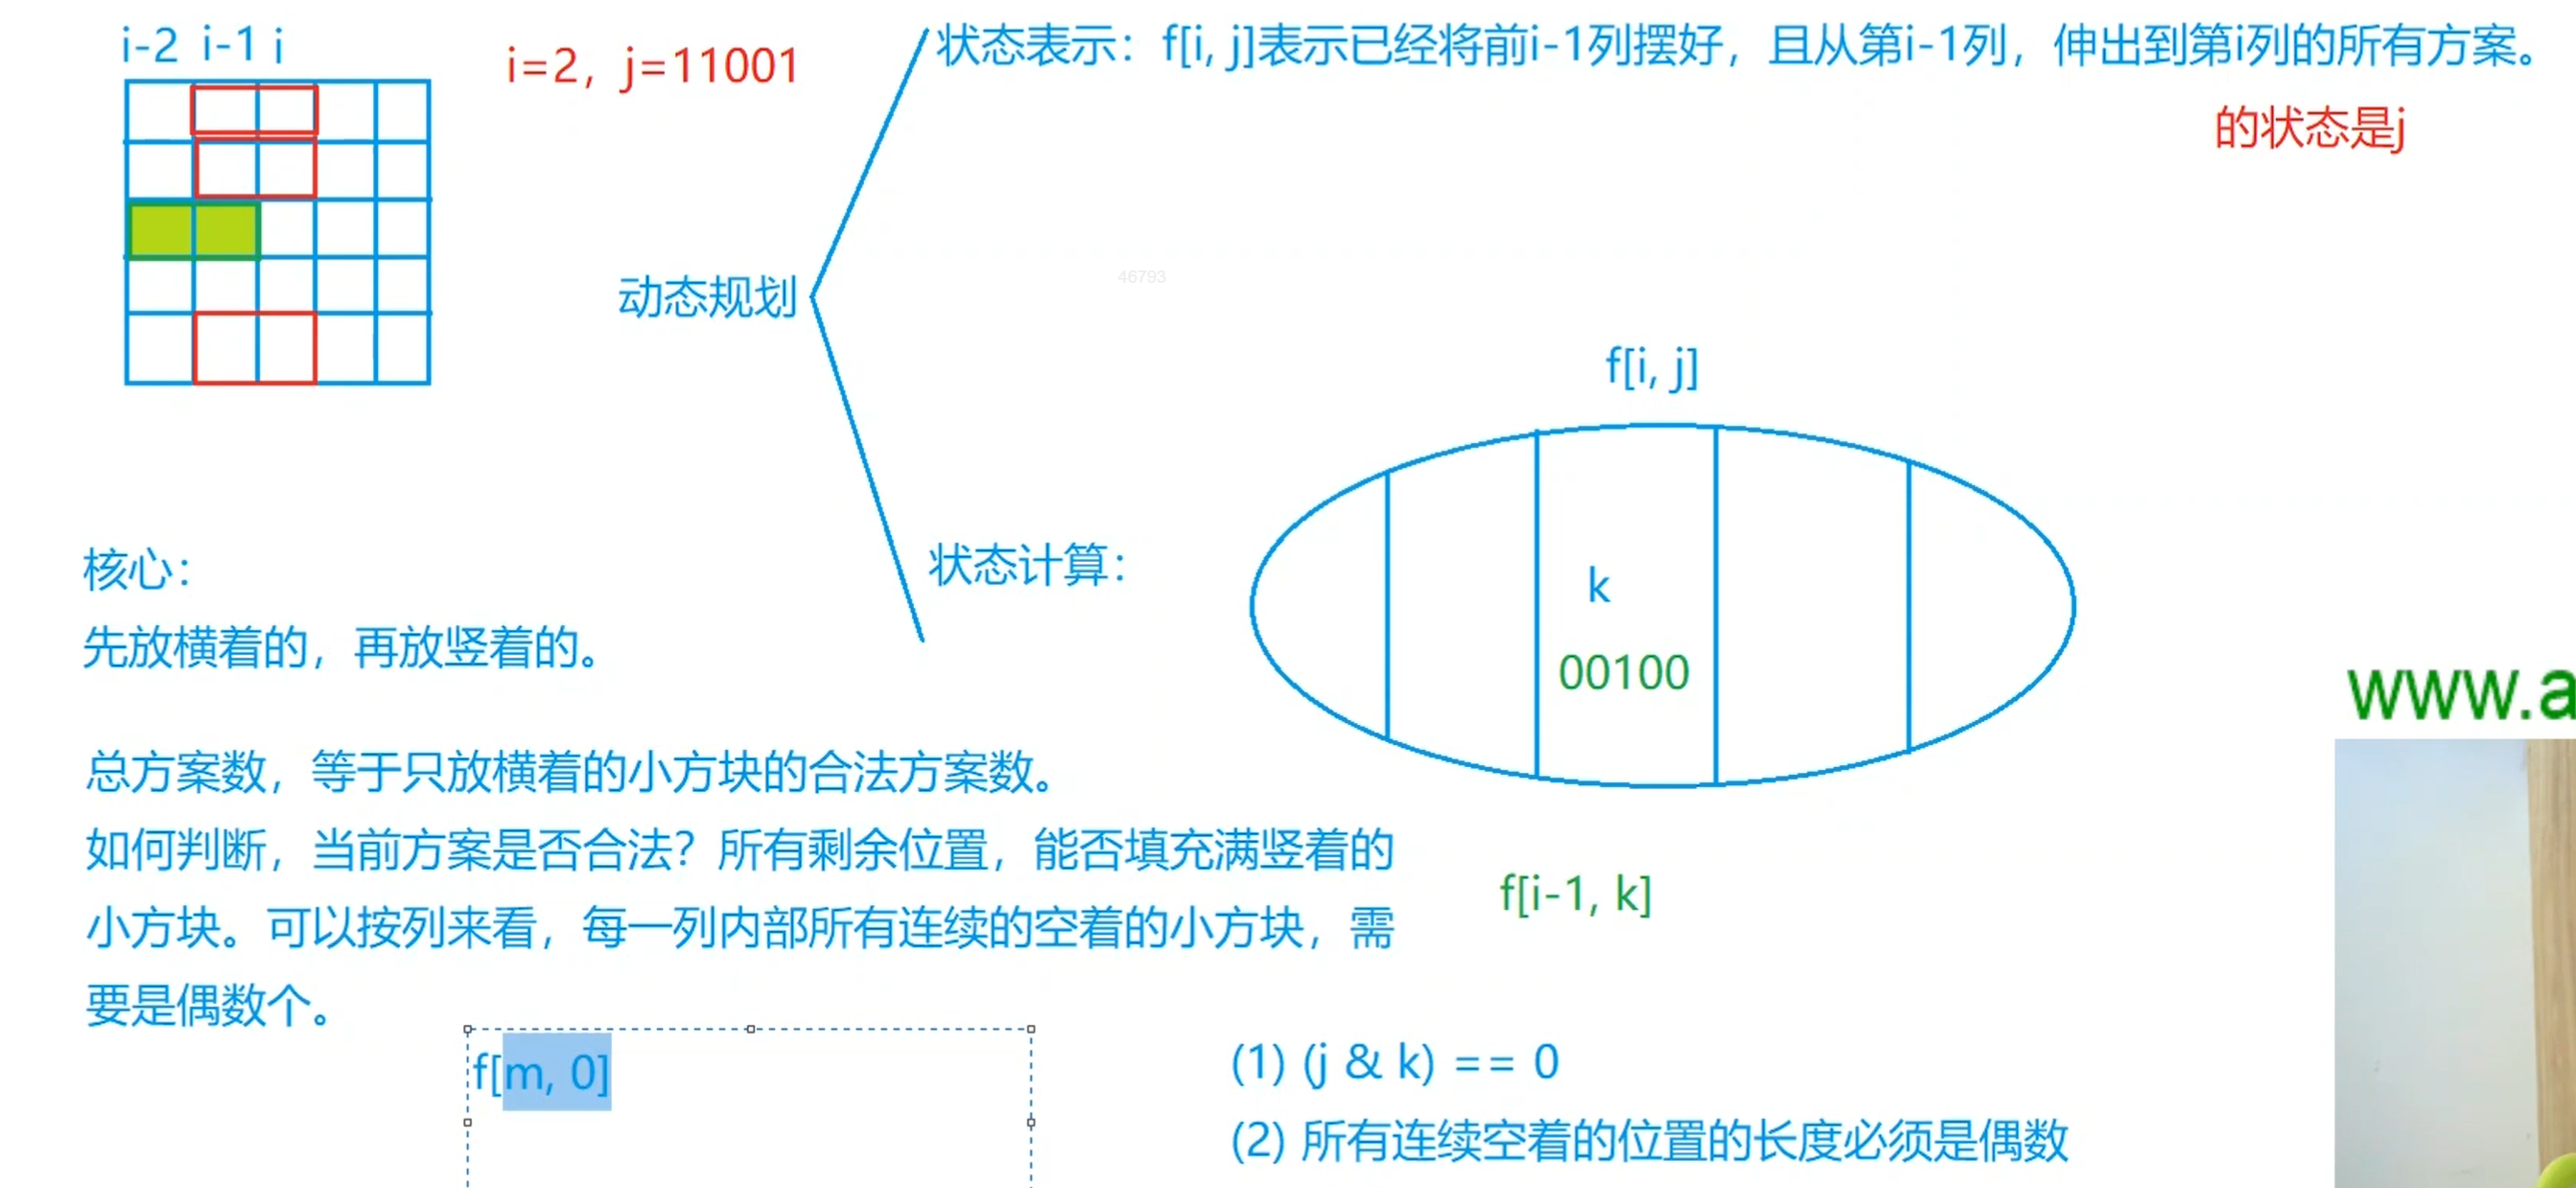 i-2 i-1 i
i=2，j=11001
状态表示：f[i, j]表示已经将前i-1列摆好，且从第i-1列，伸出到第i列的所有方案。
的状态是j
46793
动态规划
f[i, j]
状态计算：
k
00100
核心：
先放横着的，再放竖着的。
www.a
总方案数，等于只放横着的小方块的合法方案数。
如何判断，当前方案是否合法？所有剩余位置，能否填充满竖着的
小方块。可以按列来看，每一列内部所有连续的空着的小方块，需
要是偶数个。
f[i-1, k]
f[m, 0]
(1) (j & k) == 0
(2) 所有连续空着的位置的长度必须是偶数